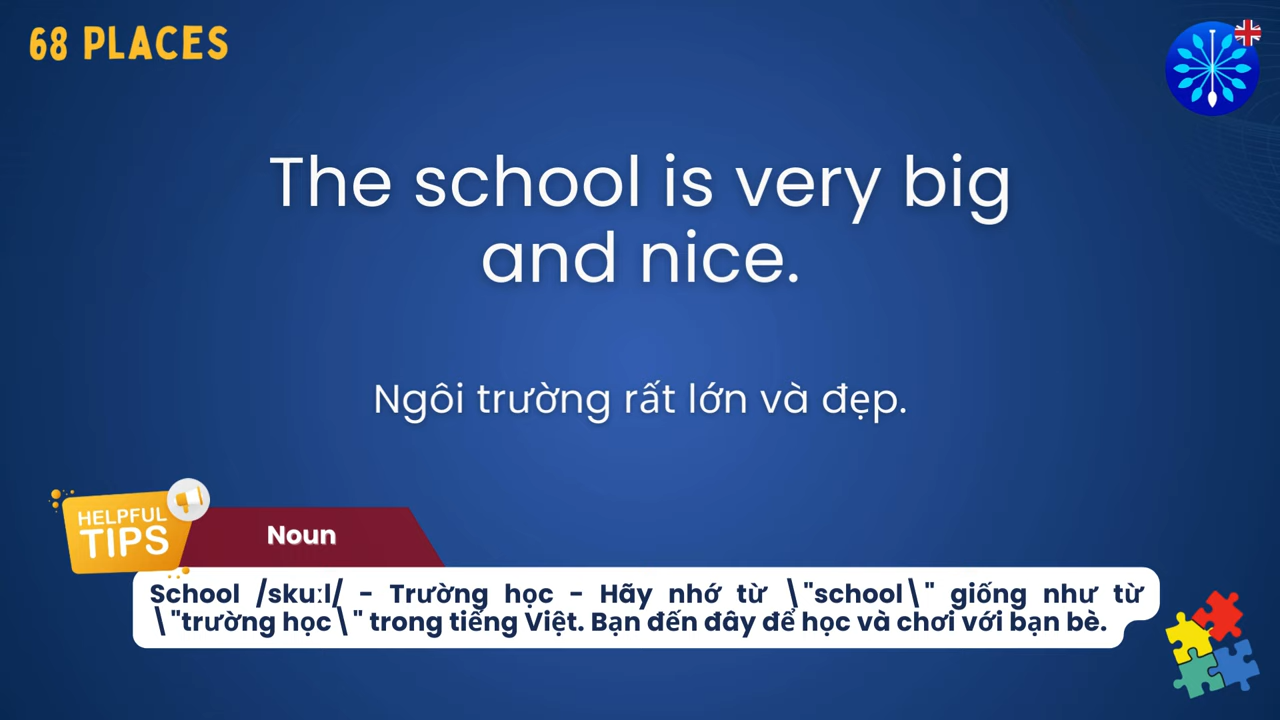 68 PLACES
The school is very big
and nice.
Ngôi trường rất lớn và đẹp.
HELPFUL
TIPS
Noun
School /skuːl/ - Trường học - Hãy nhớ từ \"school\" giống như từ
\"trường học\" trong tiếng Việt. Bạn đến đây để học và chơi với bạn bè.